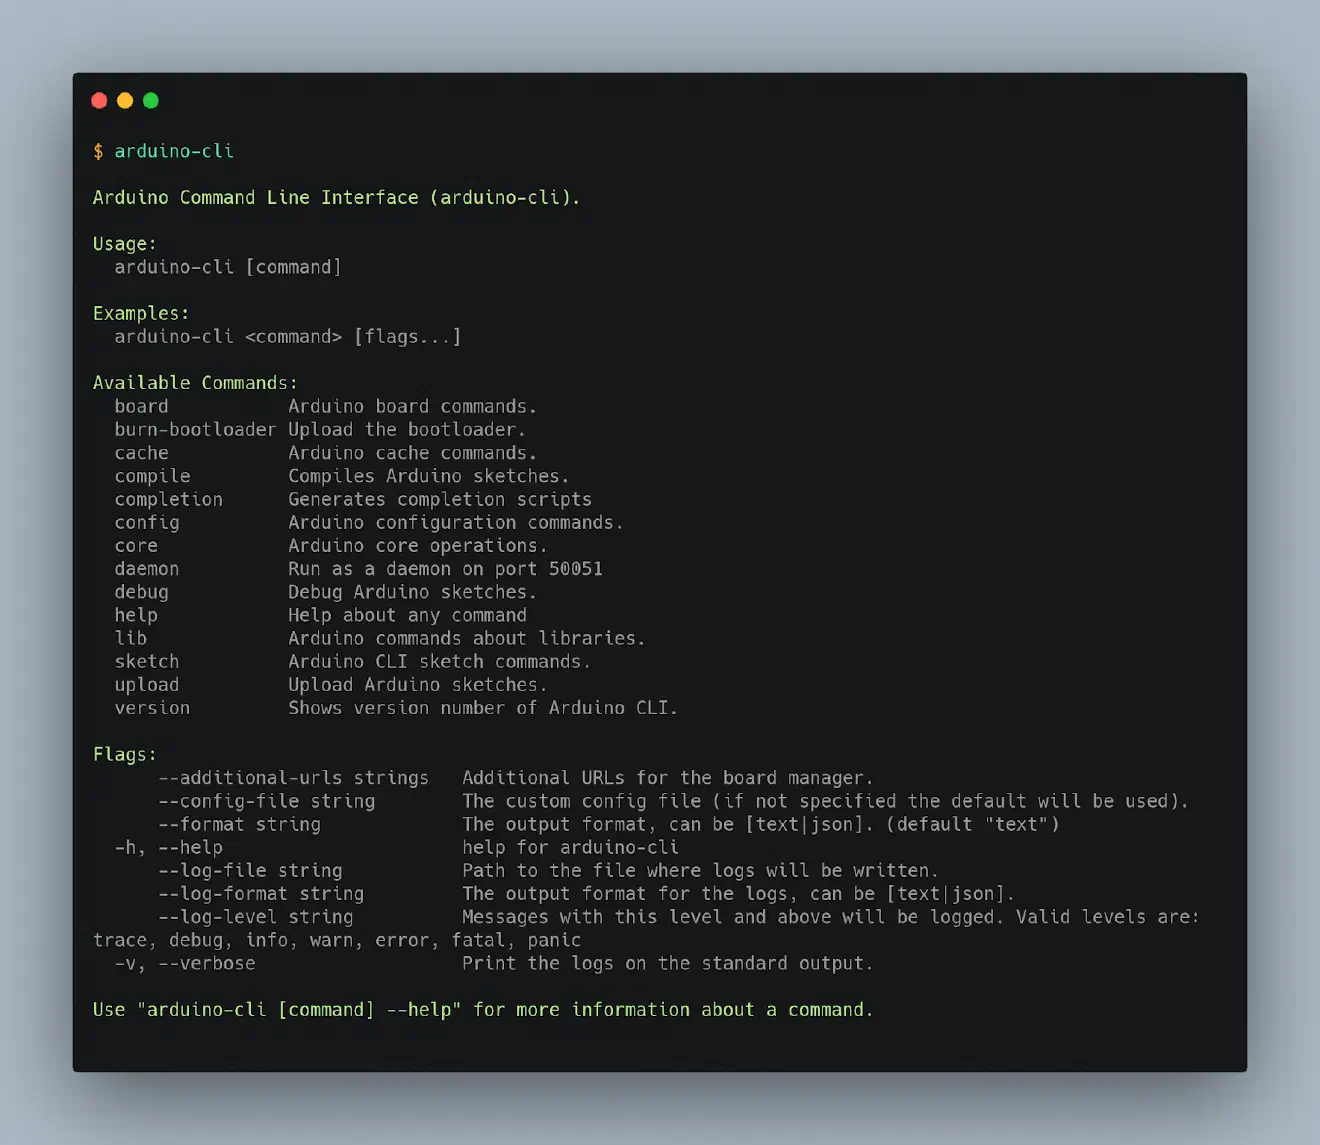 $ arduino-cli
Arduino Command Line Interface (arduino-cli).
Usage:
  arduino-cli [command]
Examples:
  arduino-cli <command> [flags...]
Available Commands:
  board           Arduino board commands.
  burn-bootloader Upload the bootloader.
  cache           Arduino cache commands.
  compile         Compiles Arduino sketches.
  completion      Generates completion scripts
  config          Arduino configuration commands.
  core            Arduino core operations.
  daemon          Run as a daemon on port 50051
  debug           Debug Arduino sketches.
  help            Help about any command
  lib             Arduino commands about libraries.
  sketch          Arduino CLI sketch commands.
  upload          Upload Arduino sketches.
  version         Shows version number of Arduino CLI.
Flags:
      --additional-urls strings   Additional URLs for the board manager.
      --config-file string        The custom config file (if not specified the default will be used).
      --format string             The output format, can be [text|json]. (default "text")
  -h, --help                      help for arduino-cli
      --log-file string           Path to the file where logs will be written.
      --log-format string         The output format for the logs, can be [text|json].
      --log-level string          Messages with this level and above will be logged. Valid levels are:
trace, debug, info, warn, error, fatal, panic
  -v, --verbose                   Print the logs on the standard output.
Use "arduino-cli [command] --help" for more information about a command.